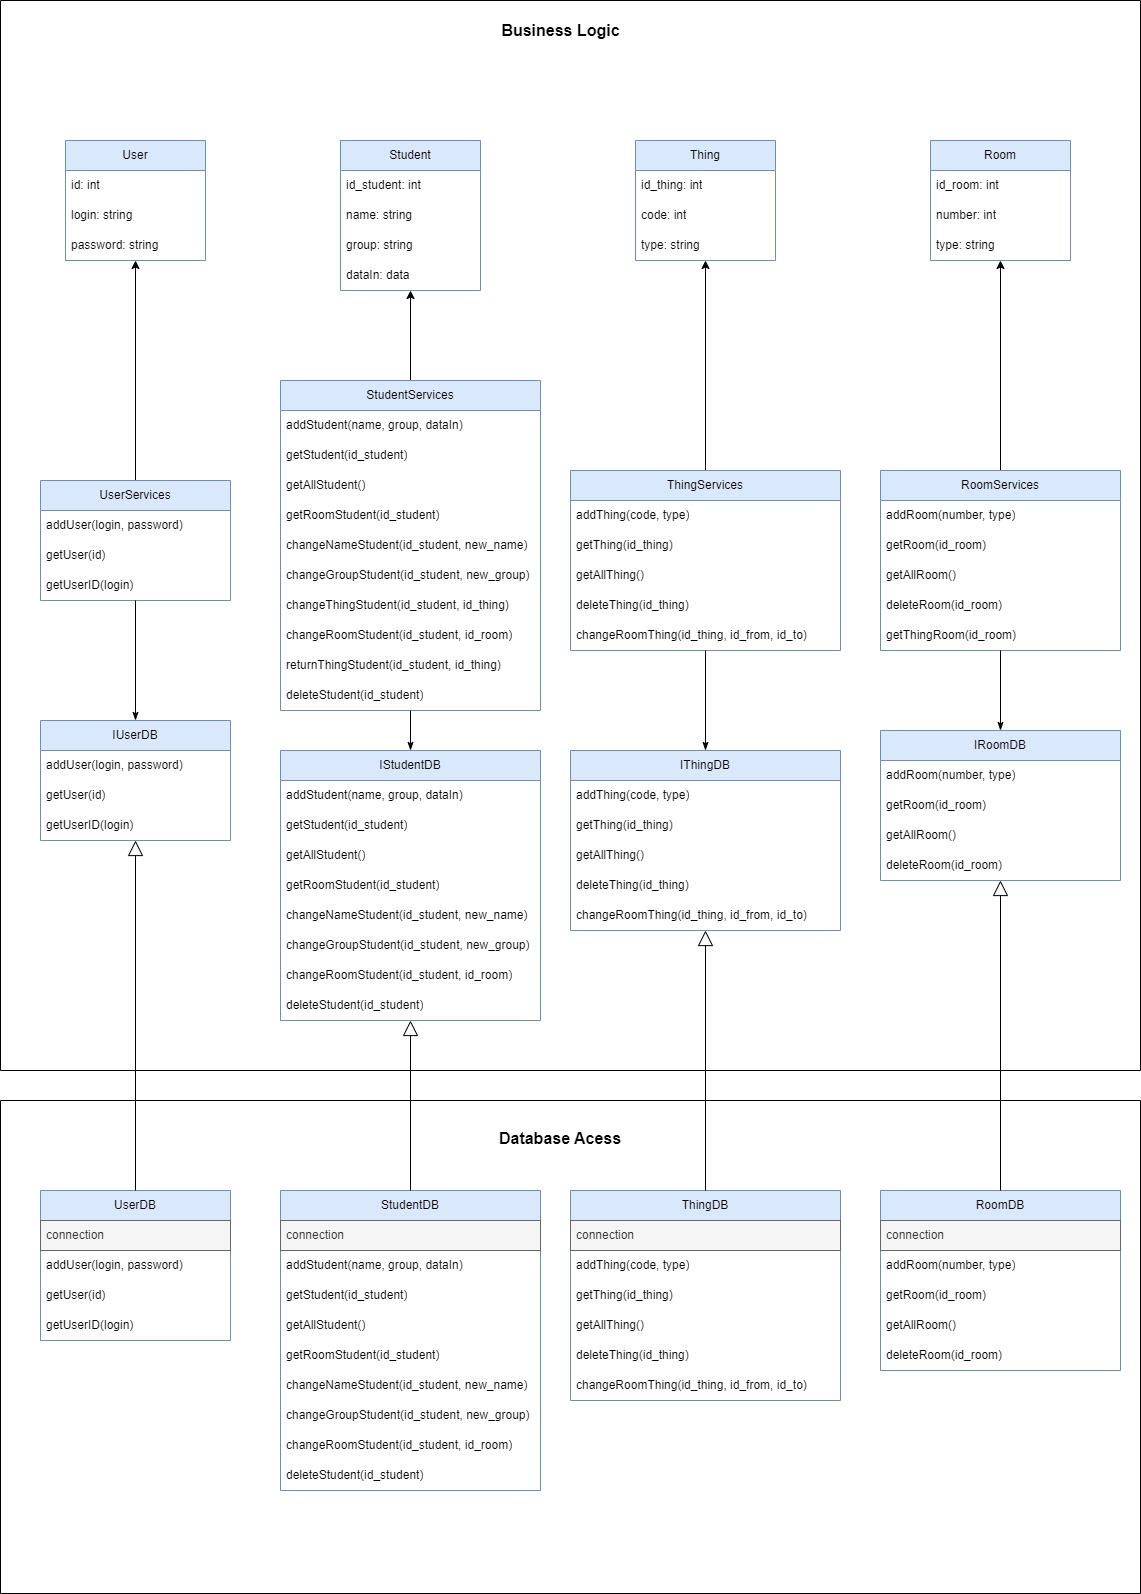 Business Logic
User
id: int
login: string
password: string
Student
id_student: int
name: string
group: string
dataIn: data
Thing
id_thing: int
code: int
type: string
Room
id_room: int
number: int
type: string
UserServices
addUser(login, password)
getUser(id)
getUserID(login)
StudentServices
addStudent(name, group, dataIn)
getStudent(id_student)
getAllStudent()
getRoomStudent(id_student)
changeNameStudent(id_student, new_name)
changeGroupStudent(id_student, new_group)
changeThingStudent(id_student, id_thing)
changeRoomStudent(id_student, id_room)
returnThingStudent(id_student, id_thing)
deleteStudent(id_student)
ThingServices
addThing(code, type)
getThing(id_thing)
getAllThing()
deleteThing(id_thing)
changeRoomThing(id_thing, id_from, id_to)
RoomServices
addRoom(number, type)
getRoom(id_room)
getAllRoom()
deleteRoom(id_room)
getThingRoom(id_room)
IUserDB
addUser(login, password)
getUser(id)
getUserID(login)
IStudentDB
addStudent(name, group, dataIn)
getStudent(id_student)
getAllStudent()
getRoomStudent(id_student)
changeNameStudent(id_student, new_name)
changeGroupStudent(id_student, new_group)
changeRoomStudent(id_student, id_room)
deleteStudent(id_student)
IThingDB
addThing(code, type)
getThing(id_thing)
getAllThing()
deleteThing(id_thing)
changeRoomThing(id_thing, id_from, id_to)
IRoomDB
addRoom(number, type)
getRoom(id_room)
getAllRoom()
deleteRoom(id_room)
Database Acess
UserDB
connection
addUser(login, password)
getUser(id)
getUserID(login)
StudentDB
connection
addStudent(name, group, dataIn)
getStudent(id_student)
getAllStudent()
getRoomStudent(id_student)
changeNameStudent(id_student, new_name)
changeGroupStudent(id_student, new_group)
changeRoomStudent(id_student, id_room)
deleteStudent(id_student)
ThingDB
connection
addThing(code, type)
getThing(id_thing)
getAllThing()
deleteThing(id_thing)
changeRoomThing(id_thing, id_from, id_to)
RoomDB
connection
addRoom(number, type)
getRoom(id_room)
getAllRoom()
deleteRoom(id_room)